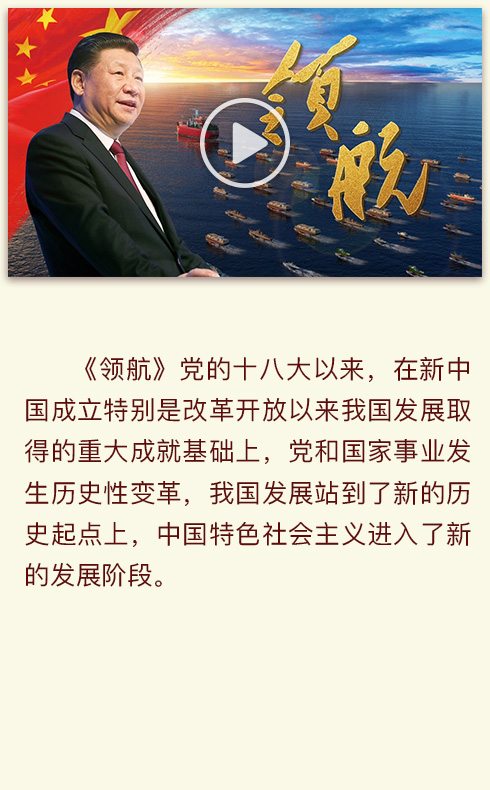 领航
《领航》党的十八大以来，在新中
国成立特别是改革开放以来我国发展取
得的重大成就基础上，党和国家事业发
生历史性变革，我国发展站到了新的历
史起点上，中国特色社会主义进入了新
的发展阶段。